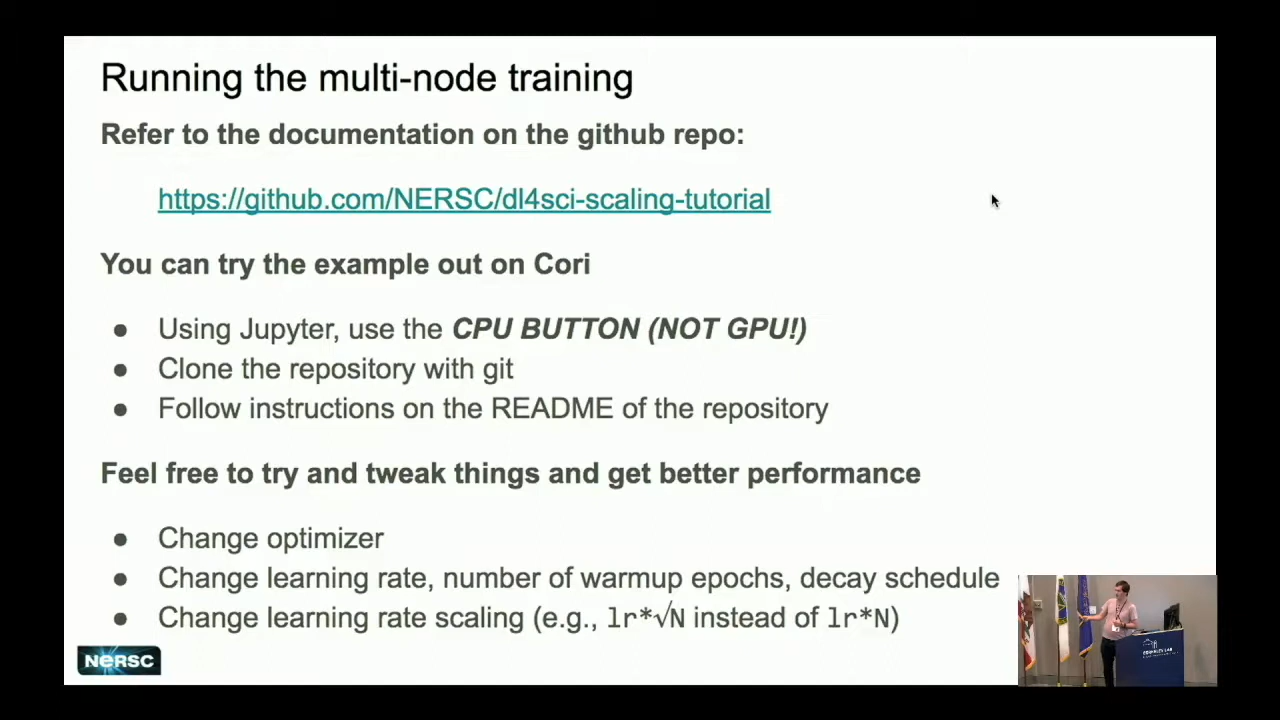 Running the multi-node training
Refer to the documentation on the github repo:
https://github.com/NERSC/dl4sci-scaling-tutorial
You can try the example out on Cori
● Using Jupyter, use the CPU BUTTON (NOT GPU!)
● Clone the repository with git
● Follow instructions on the README of the repository
Feel free to try and tweak things and get better performance
● Change optimizer
● Change learning rate, number of warmup epochs, decay schedule
● Change learning rate scaling (e.g., lr*√N instead of lr*N)
NERSC
BERKELEY LAB